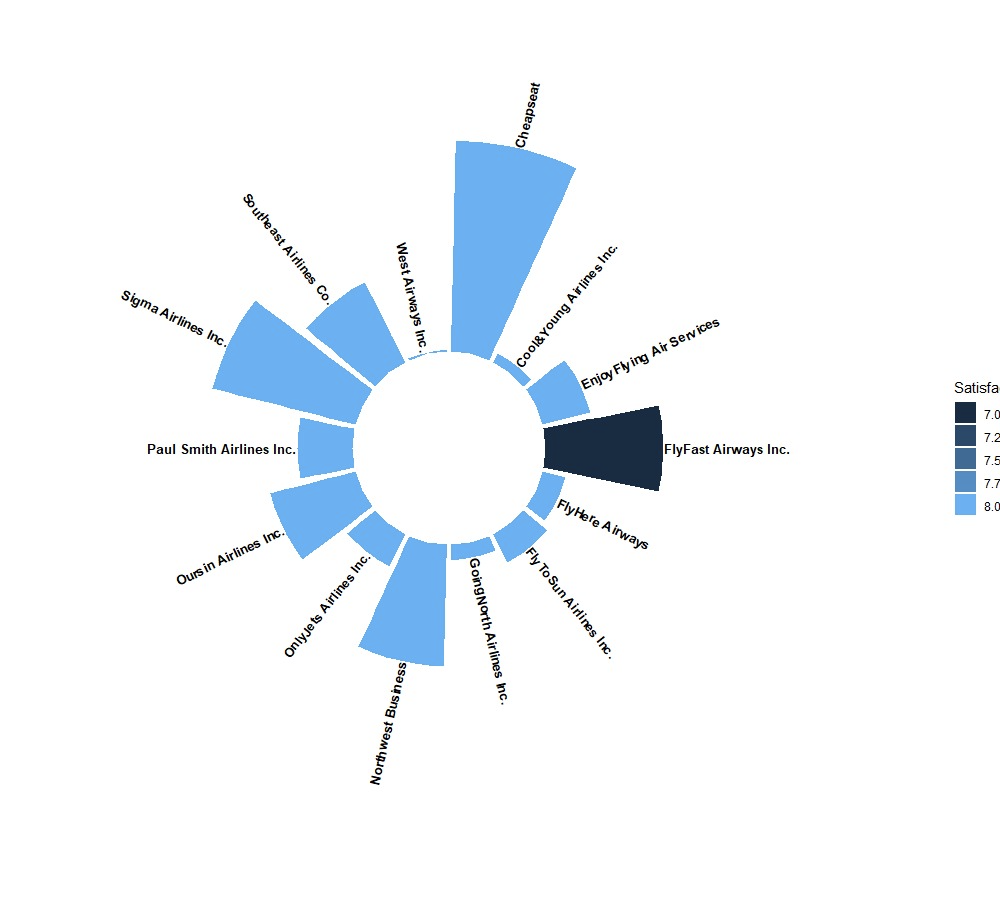 Cheapseat
Cool&Young Airlines Inc.
EnjoyFlying Air Services
FlyFast Airways Inc.
FlyHere Airways
FlyToSun Airlines Inc.
GoingNorth Airlines Inc.
Northwest Business
OnlyJets Airlines Inc.
Oursin Airlines Inc.
Paul Smith Airlines Inc.
Sigma Airlines Inc.
Southeast Airlines Co.
West Airways Inc.
Satisfa
7.0
7.2
7.5
7.7
8.0